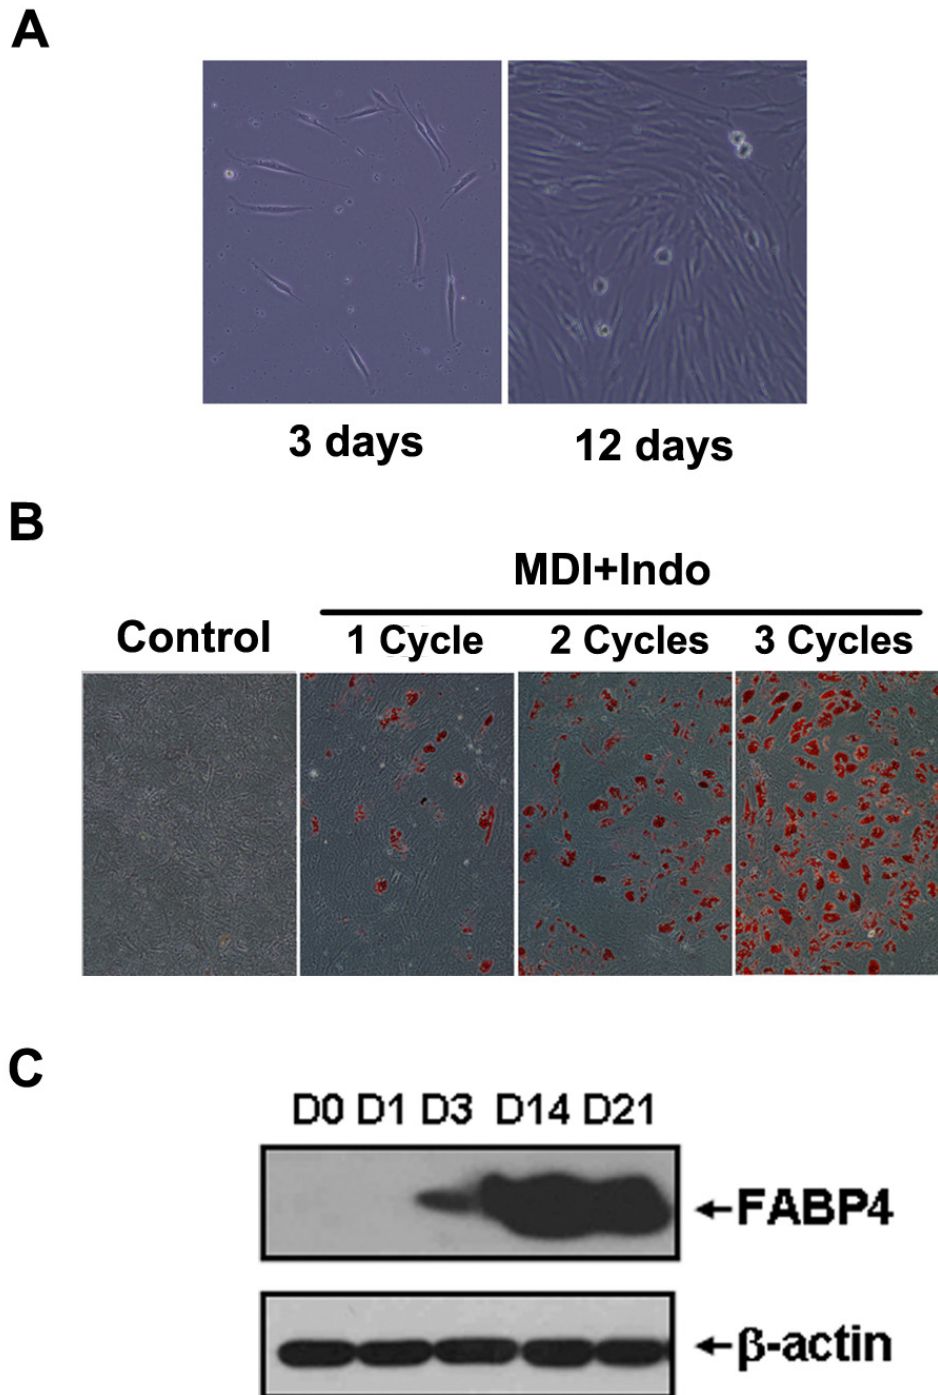 A
3 days
12 days
B
MDI+Indo
Control
1 Cycle
2 Cycles
3 Cycles
C
D0 D1 D3 D14 D21
FABP4
β-actin